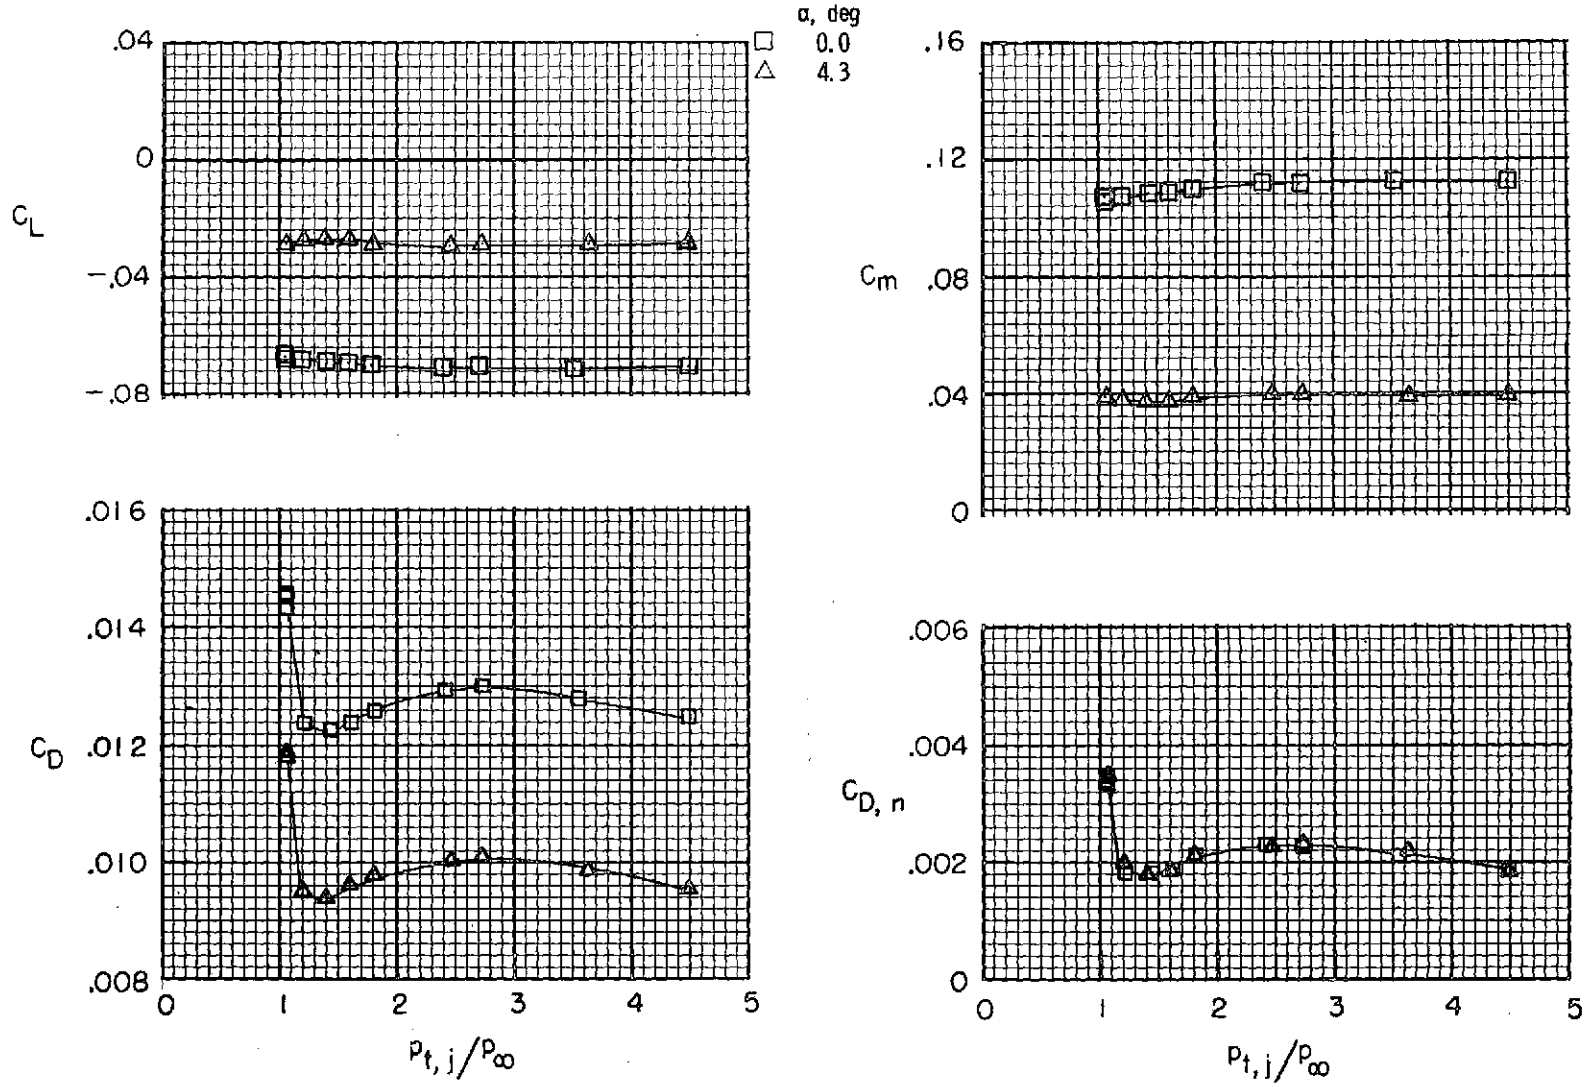 α, deg
0.0
4.3
.04
0
-.04
-.08
C_L
.16
.12
.08
.04
0
C_m
.016
.014
.012
.010
.008
C_D
0 1 2 3 4 5
p_t, j/p_∞
.006
.004
.002
0
C_D, n
0 1 2 3 4 5
p_t, j/p_∞